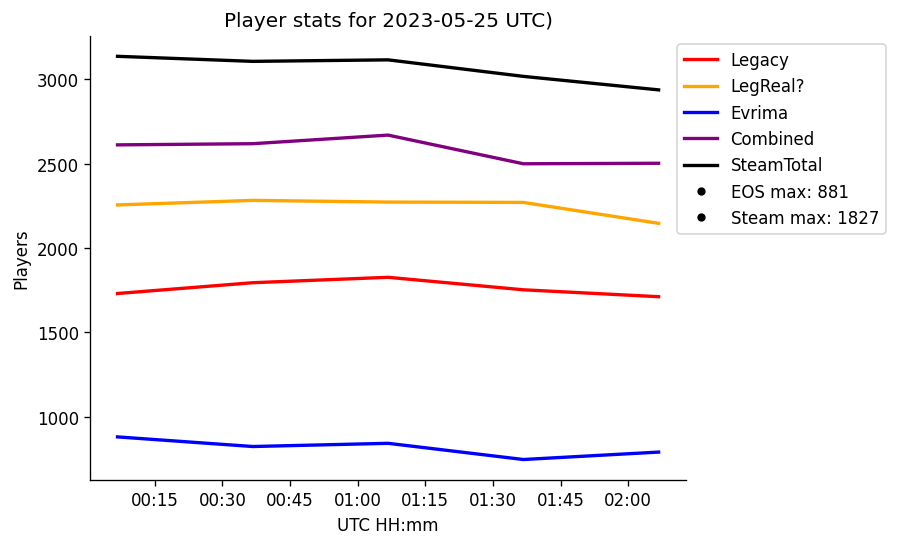 Player stats for 2023-05-25 UTC)
Players
3000
2500
2000
1500
1000
00:15 00:30 00:45 01:00 01:15 01:30 01:45 02:00
UTC HH:mm
Legacy
LegReal?
Evrima
Combined
SteamTotal
EOS max: 881
Steam max: 1827